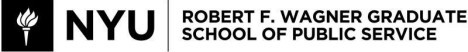 NYU
ROBERT F. WAGNER GRADUATE
SCHOOL OF PUBLIC SERVICE